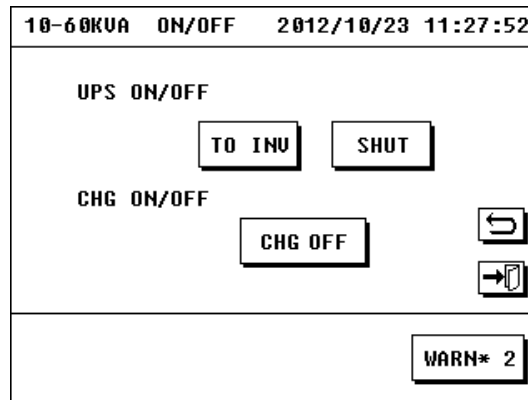 10-60KVA ON/OFF 2012/10/23 11:27:52
UPS ON/OFF
TO INV SHUT
CHG ON/OFF
CHG OFF
WARN* 2